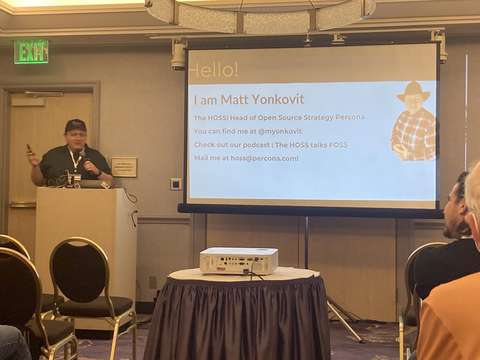 EXIT
Hello!
I am Matt Yonkovit
The HOSS! Head of Open Source Strategy Percona
You can find me at @myonkovit
Check out our podcast : The HOSS talks FOSS
Mail me at hoss@percona.com!